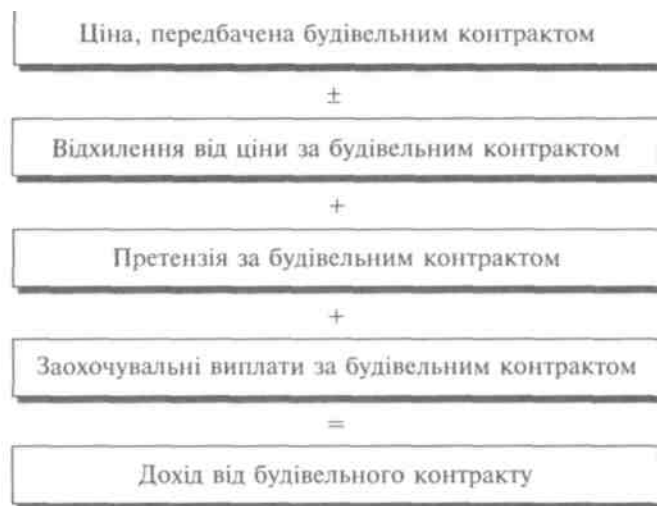 Ціна, передбачена будівельним контрактом
±
Відхилення від ціни за будівельним контрактом
+
Претензія за будівельним контрактом
+
Заохочувальні виплати за будівельним контрактом
=
Дохід від будівельного контракту